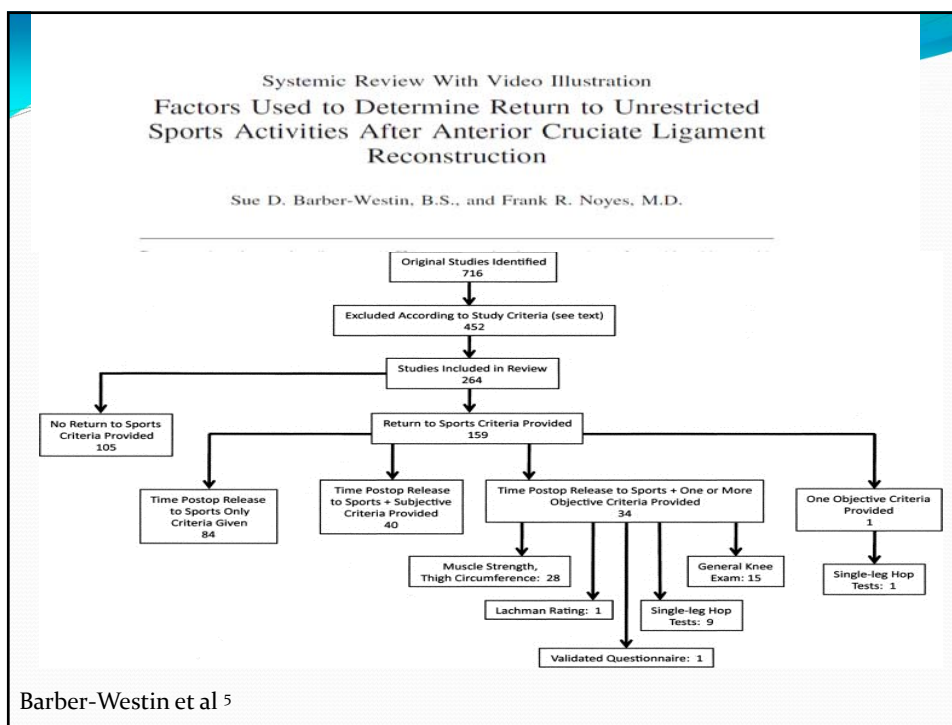 Systemic Review With Video Illustration
Factors Used to Determine Return to Unrestricted
Sports Activities After Anterior Cruciate Ligament
Reconstruction
Sue D. Barber-Westin, B.S., and Frank R. Noyes, M.D.
Original Studies Identified
716
Excluded According to Study Criteria (see text)
452
Studies Included in Review
264
No Return to Sports
Criteria Provided
105
Return to Sports Criteria Provided
159
Time Postop Release
to Sports Only
Criteria Given
84
Time Postop Release
to Sports + Subjective
Criteria Provided
40
Time Postop Release to Sports + One or More
Objective Criteria Provided
34
One Objective Criteria
Provided
1
Muscle Strength,
Thigh Circumference: 28
Lachman Rating: 1
Validated Questionnaire: 1
Single-leg Hop
Tests: 9
General Knee
Exam: 15
Single-leg Hop
Tests: 1
Barber-Westin et al 5